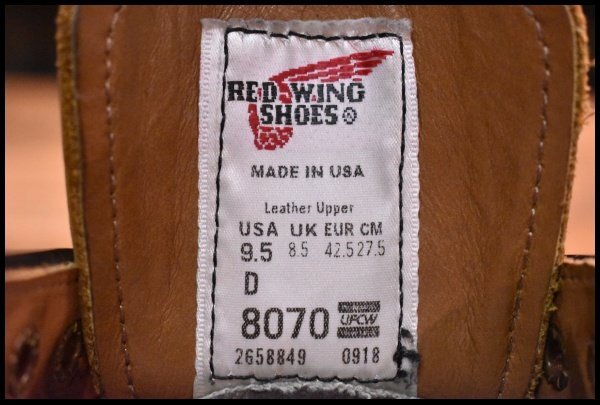 RED WING
SHOES®
MADE IN USA
Leather Upper
USA UK EUR CM
9.5 8.5 42.5 27.5
D
8070 UFCW
2658849 0918